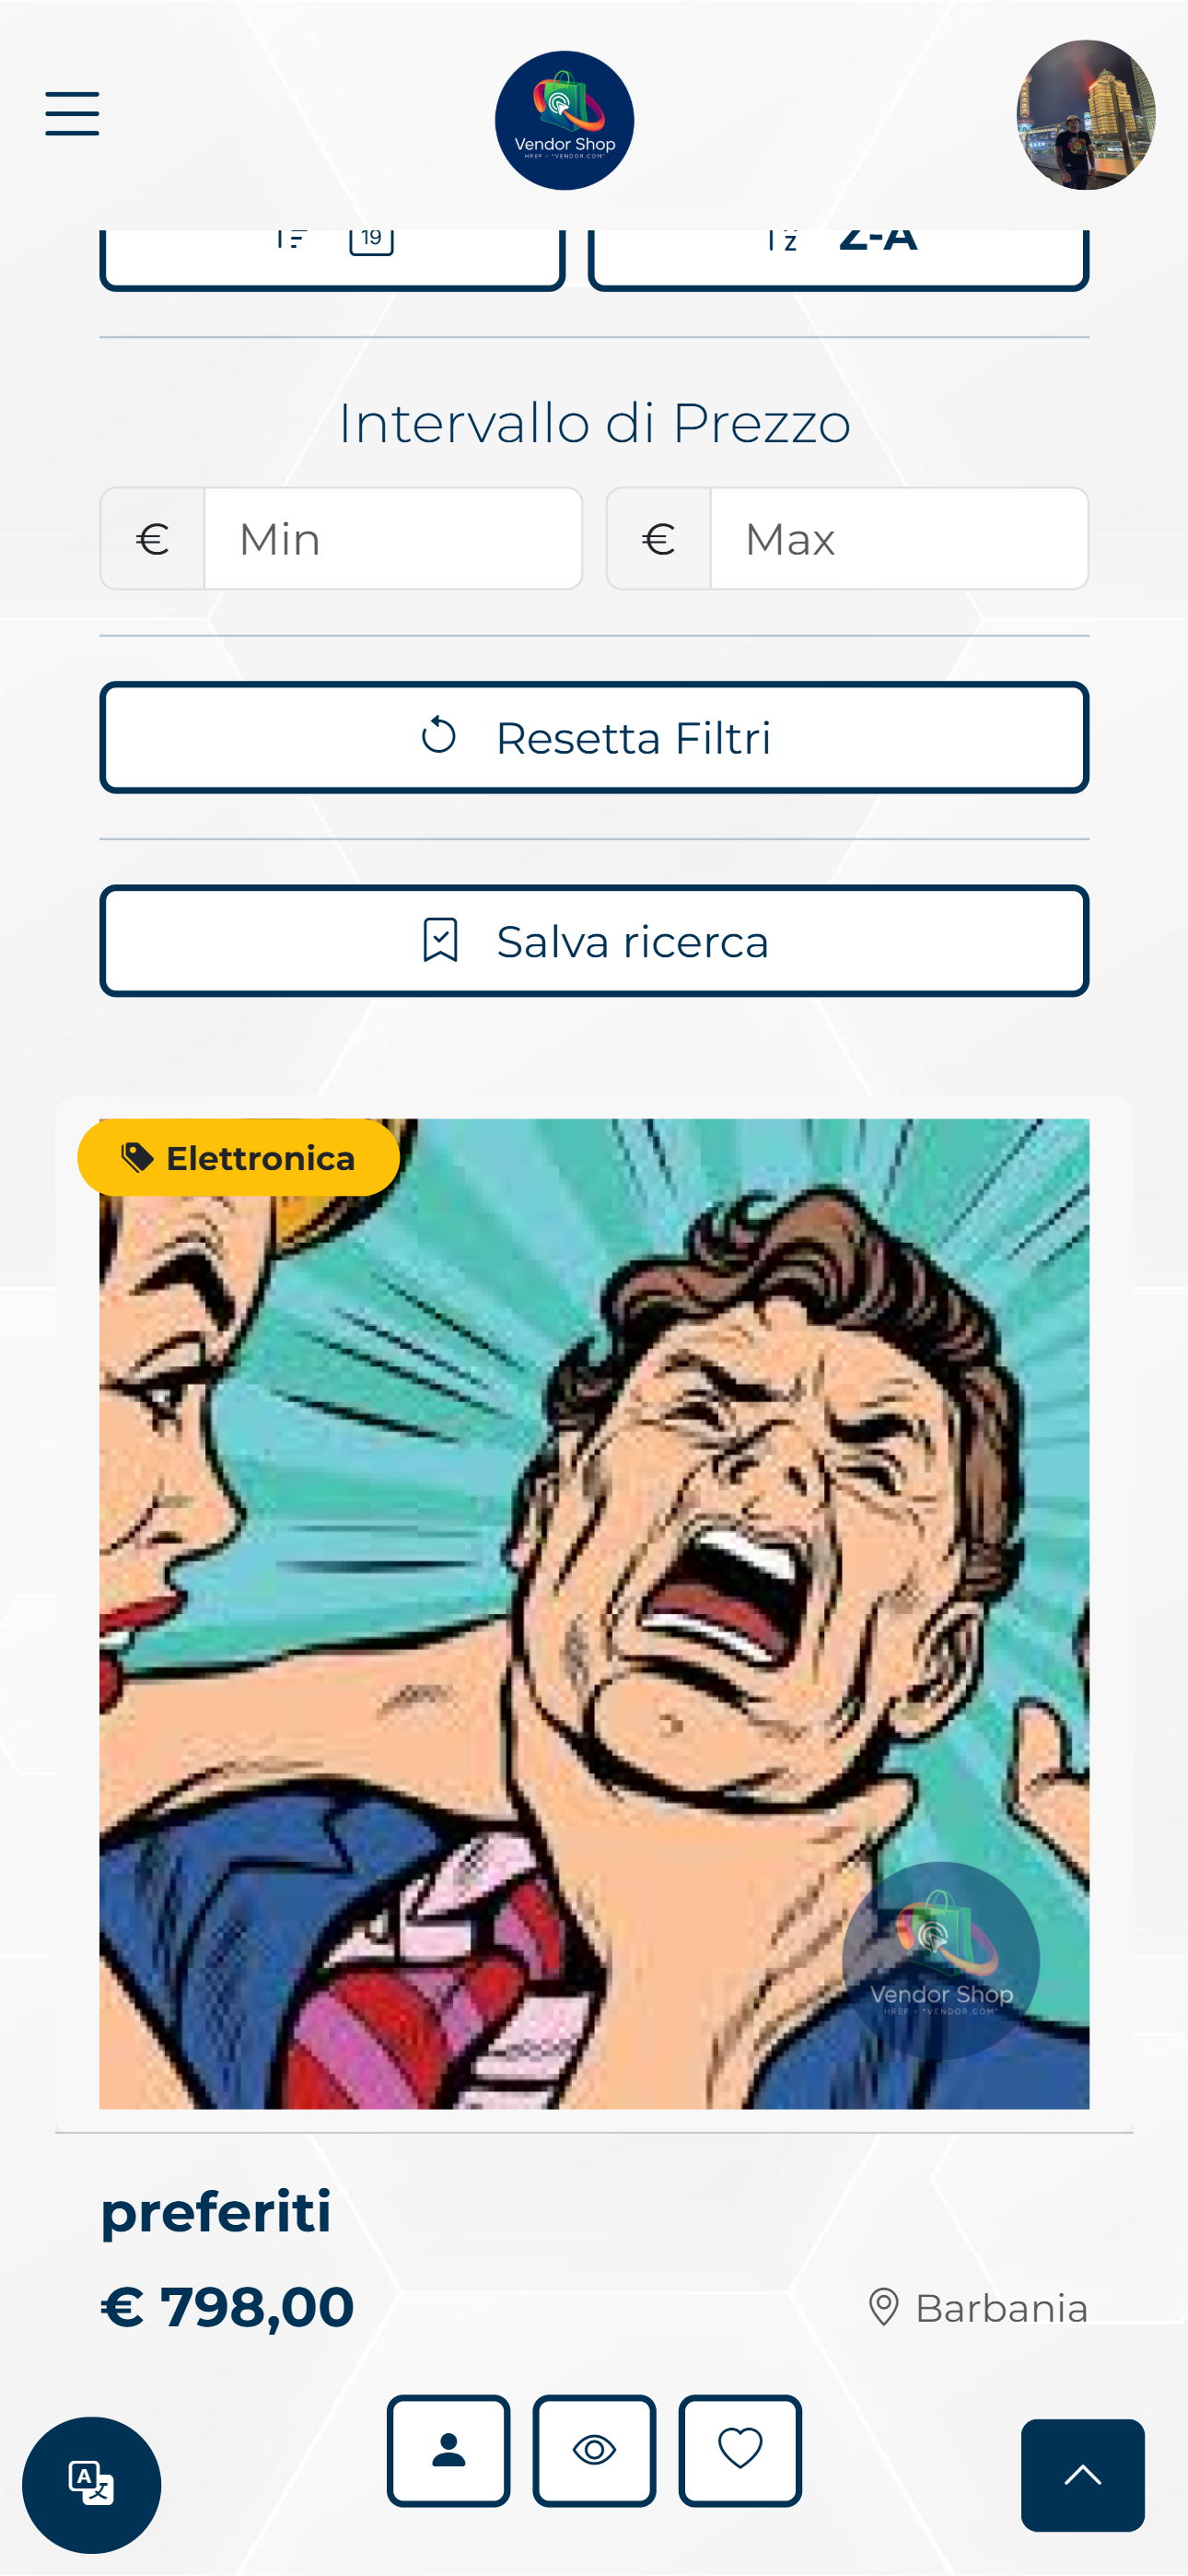 Vendor Shop
HREF - "VENDOR.COM"
19
Z-A
Intervallo di Prezzo
€ Min € Max
Resetta Filtri
Salva ricerca
Elettronica
Vendor Shop
HREF - "VENDOR.COM"
preferiti
€ 798,00 Barbania